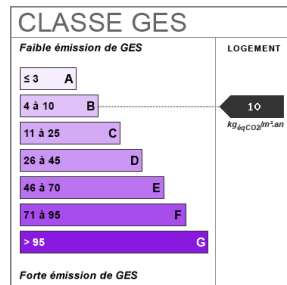 CLASSE GES
Faible émission de GES
LOGEMENT
≤ 3 A
4 à 10 B
10
kgéqCO2/m².an
11 à 25 C
26 à 45 D
46 à 70 E
71 à 95 F
> 95 G
Forte émission de GES